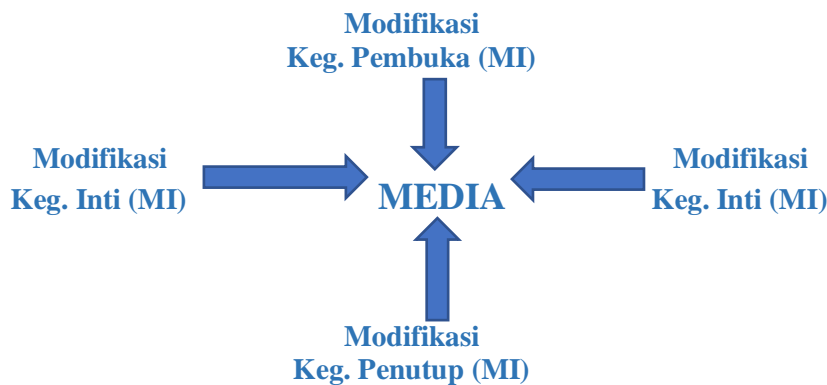 Modifikasi
Keg. Pembuka (MI)
Modifikasi
Keg. Inti (MI)
MEDIA
Modifikasi
Keg. Inti (MI)
Modifikasi
Keg. Penutup (MI)